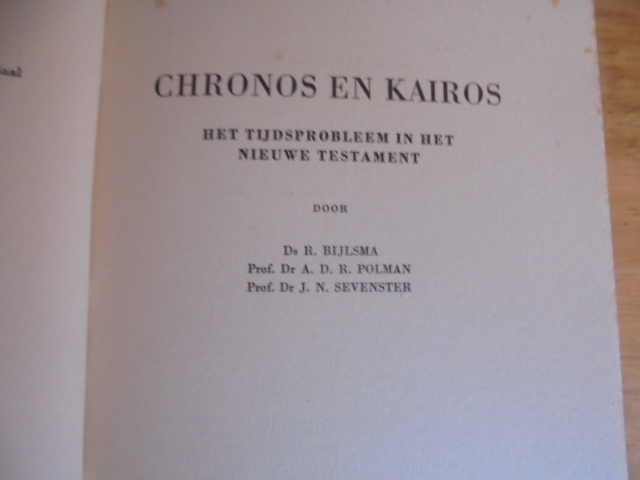 CHRONOS EN KAIROS
HET TIJDSPROBLEEM IN HET
NIEUWE TESTAMENT
DOOR
Ds R. BIJLSMA
Prof. Dr A. D. R. POLMAN
Prof. Dr J. N. SEVENSTER